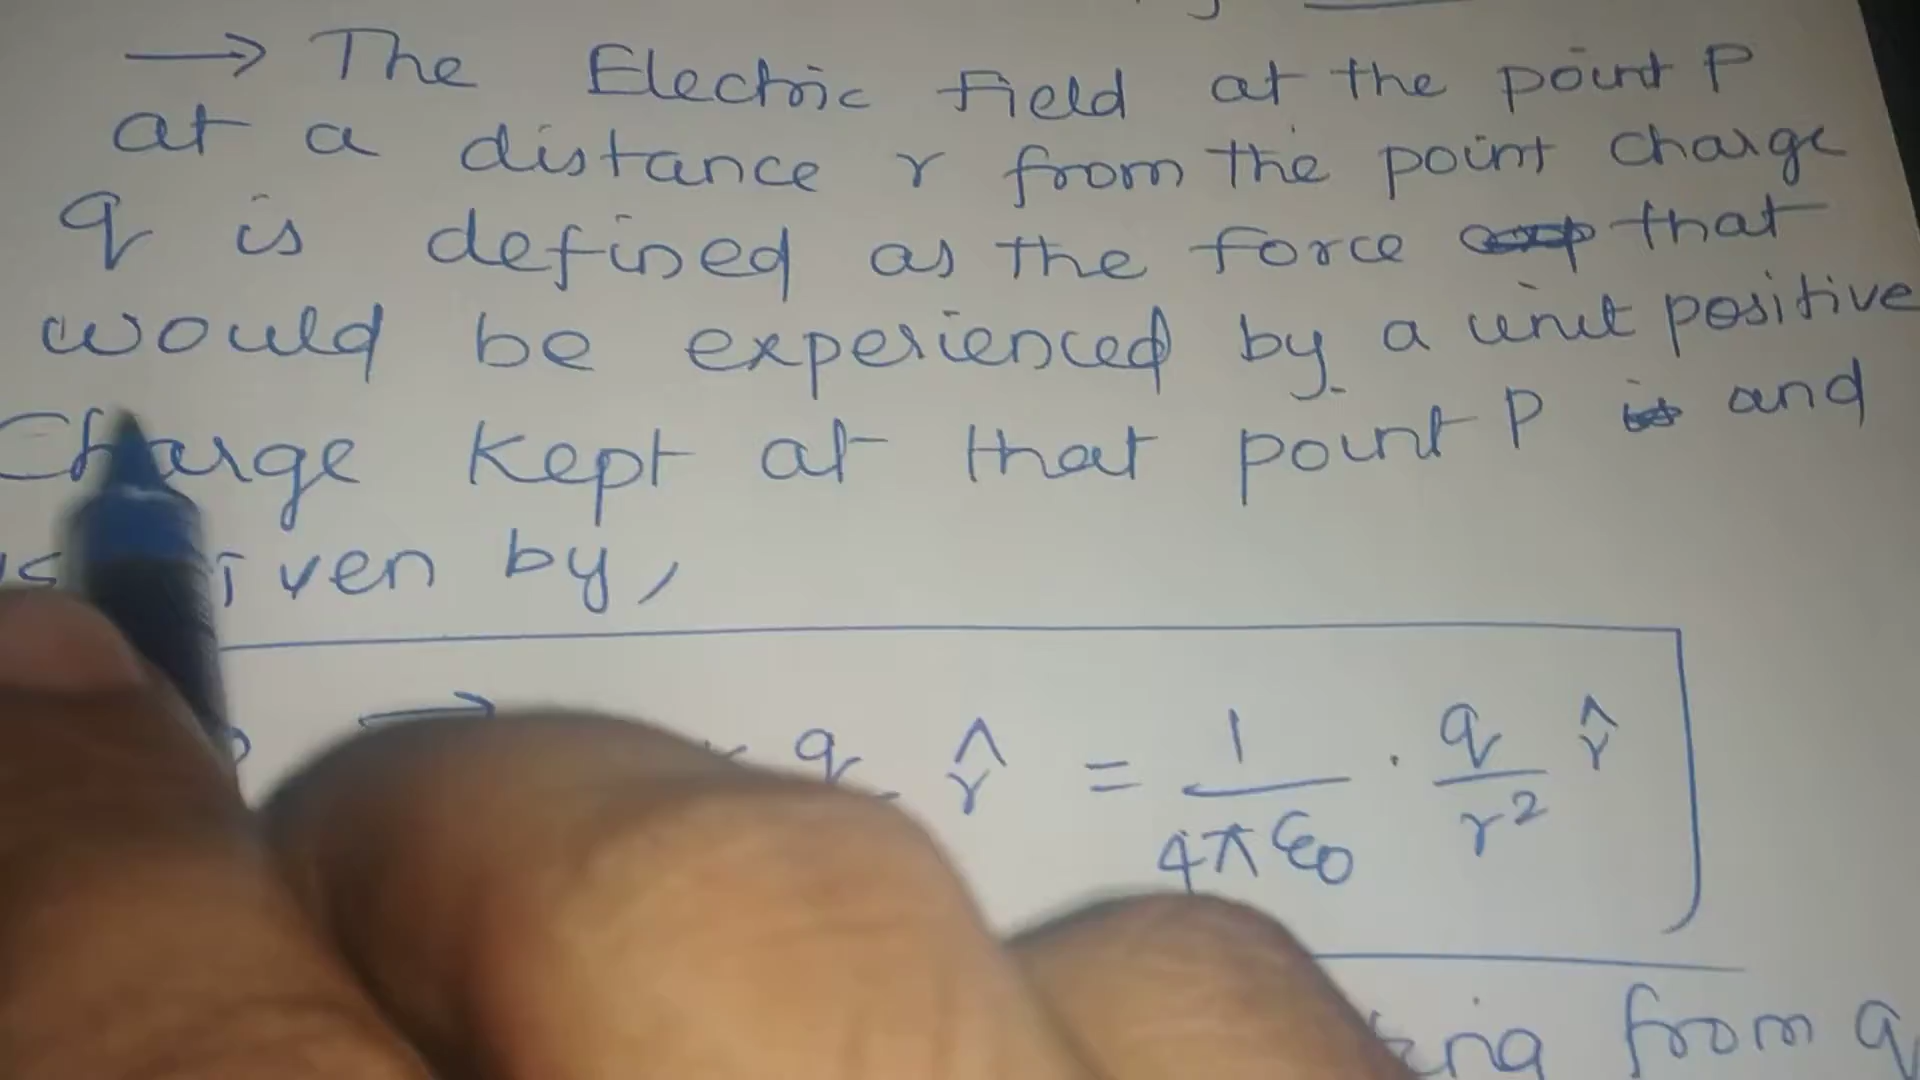 → The Electric Field at the point P
at a distance r from the point charge
q is defined as the force that
would be experienced by a unit positive
Charge kept at that point P and
is given by,
q r̂ = 1/4πε0 · q/r² r̂
from q